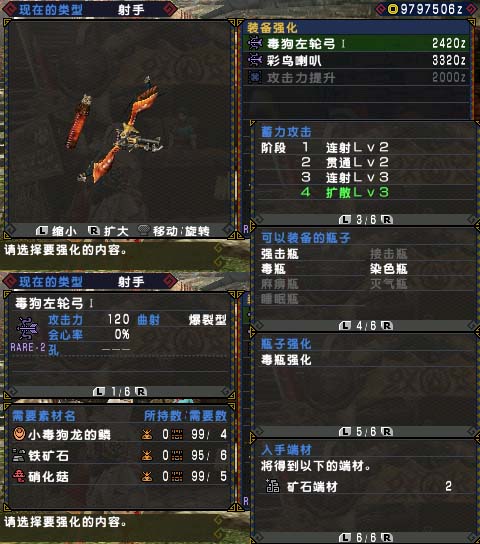 现在的类型 射手
9797506z
L 缩小 R 扩大 移动/旋转
请选择要强化的内容。
装备强化
毒狗左轮弓 I 2420z
彩鸟喇叭 3320z
攻击力提升 2000z
蓄力攻击
阶段 1 连射Lv2
2 贯通Lv2
3 连射Lv3
4 扩散Lv3
L 3/6 R
可以装备的瓶子
强击瓶 接击瓶
毒瓶 染色瓶
麻痹瓶 灭气瓶
睡眠瓶
L 4/6 R
现在的类型 射手
毒狗左轮弓 I
攻击力 120 曲射 爆裂型
会心率 0%
RARE-2 孔 ---
L 1/6 R
需要素材名 所持数/需要数
小毒狗龙的鳞 0 99/ 4
铁矿石 0 95/ 6
硝化菇 0 99/ 5
请选择要强化的内容。
瓶子强化
毒瓶强化
L 5/6 R
入手端材
将得到以下的端材。
矿石端材 2
L 6/6 R